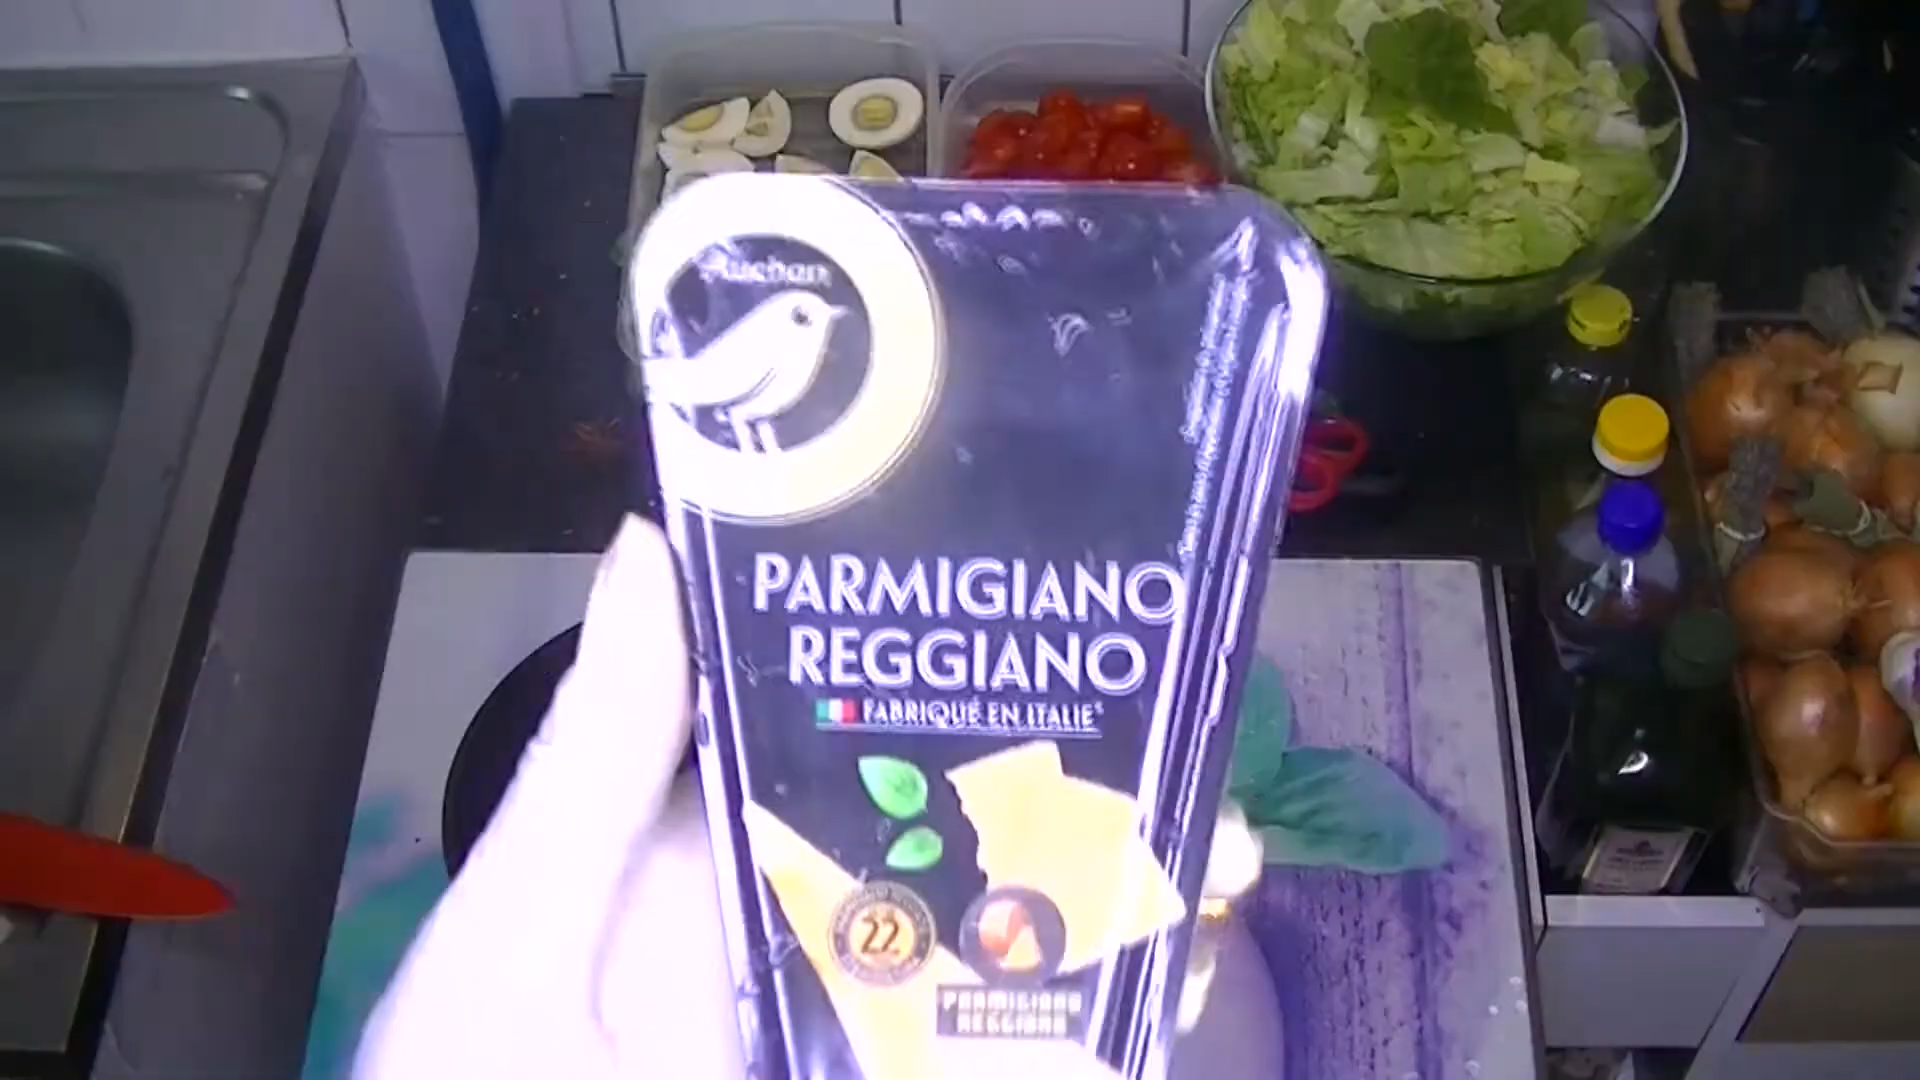 Auchan
PARMIGIANO
REGGIANO
FABRIQUÉ EN ITALIE*
22
PARMIGIANO
REGGIANO